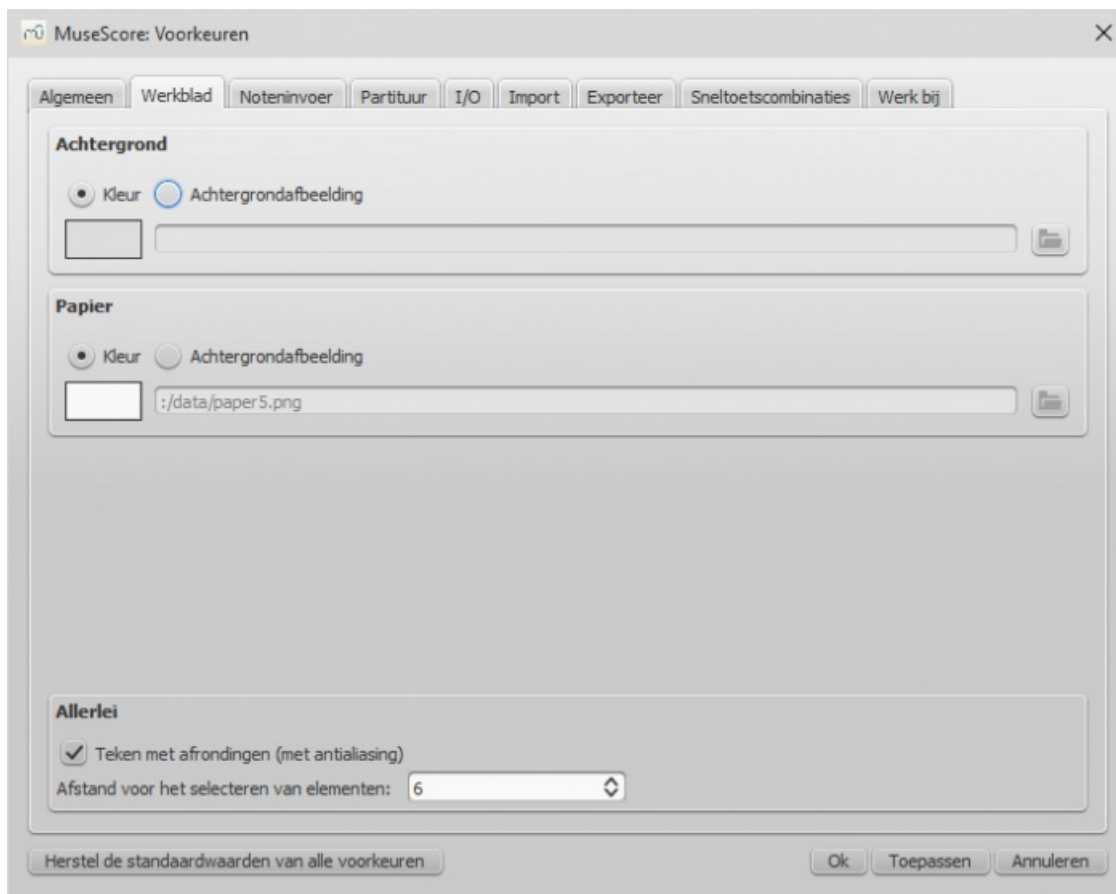 MuseScore: Voorkeuren
Algemeen Werkblad Noteninvoer Partituur I/O Import Exporteer Sneltoetscombinaties Werk bij
Achtergrond
Kleur Achtergrondafbeelding
Papier
Kleur Achtergrondafbeelding
:/data/paper5.png
Allerlei
Teken met afrondingen (met antialiasing)
Afstand voor het selecteren van elementen: 6
Herstel de standaardwaarden van alle voorkeuren Ok Toepassen Annuleren